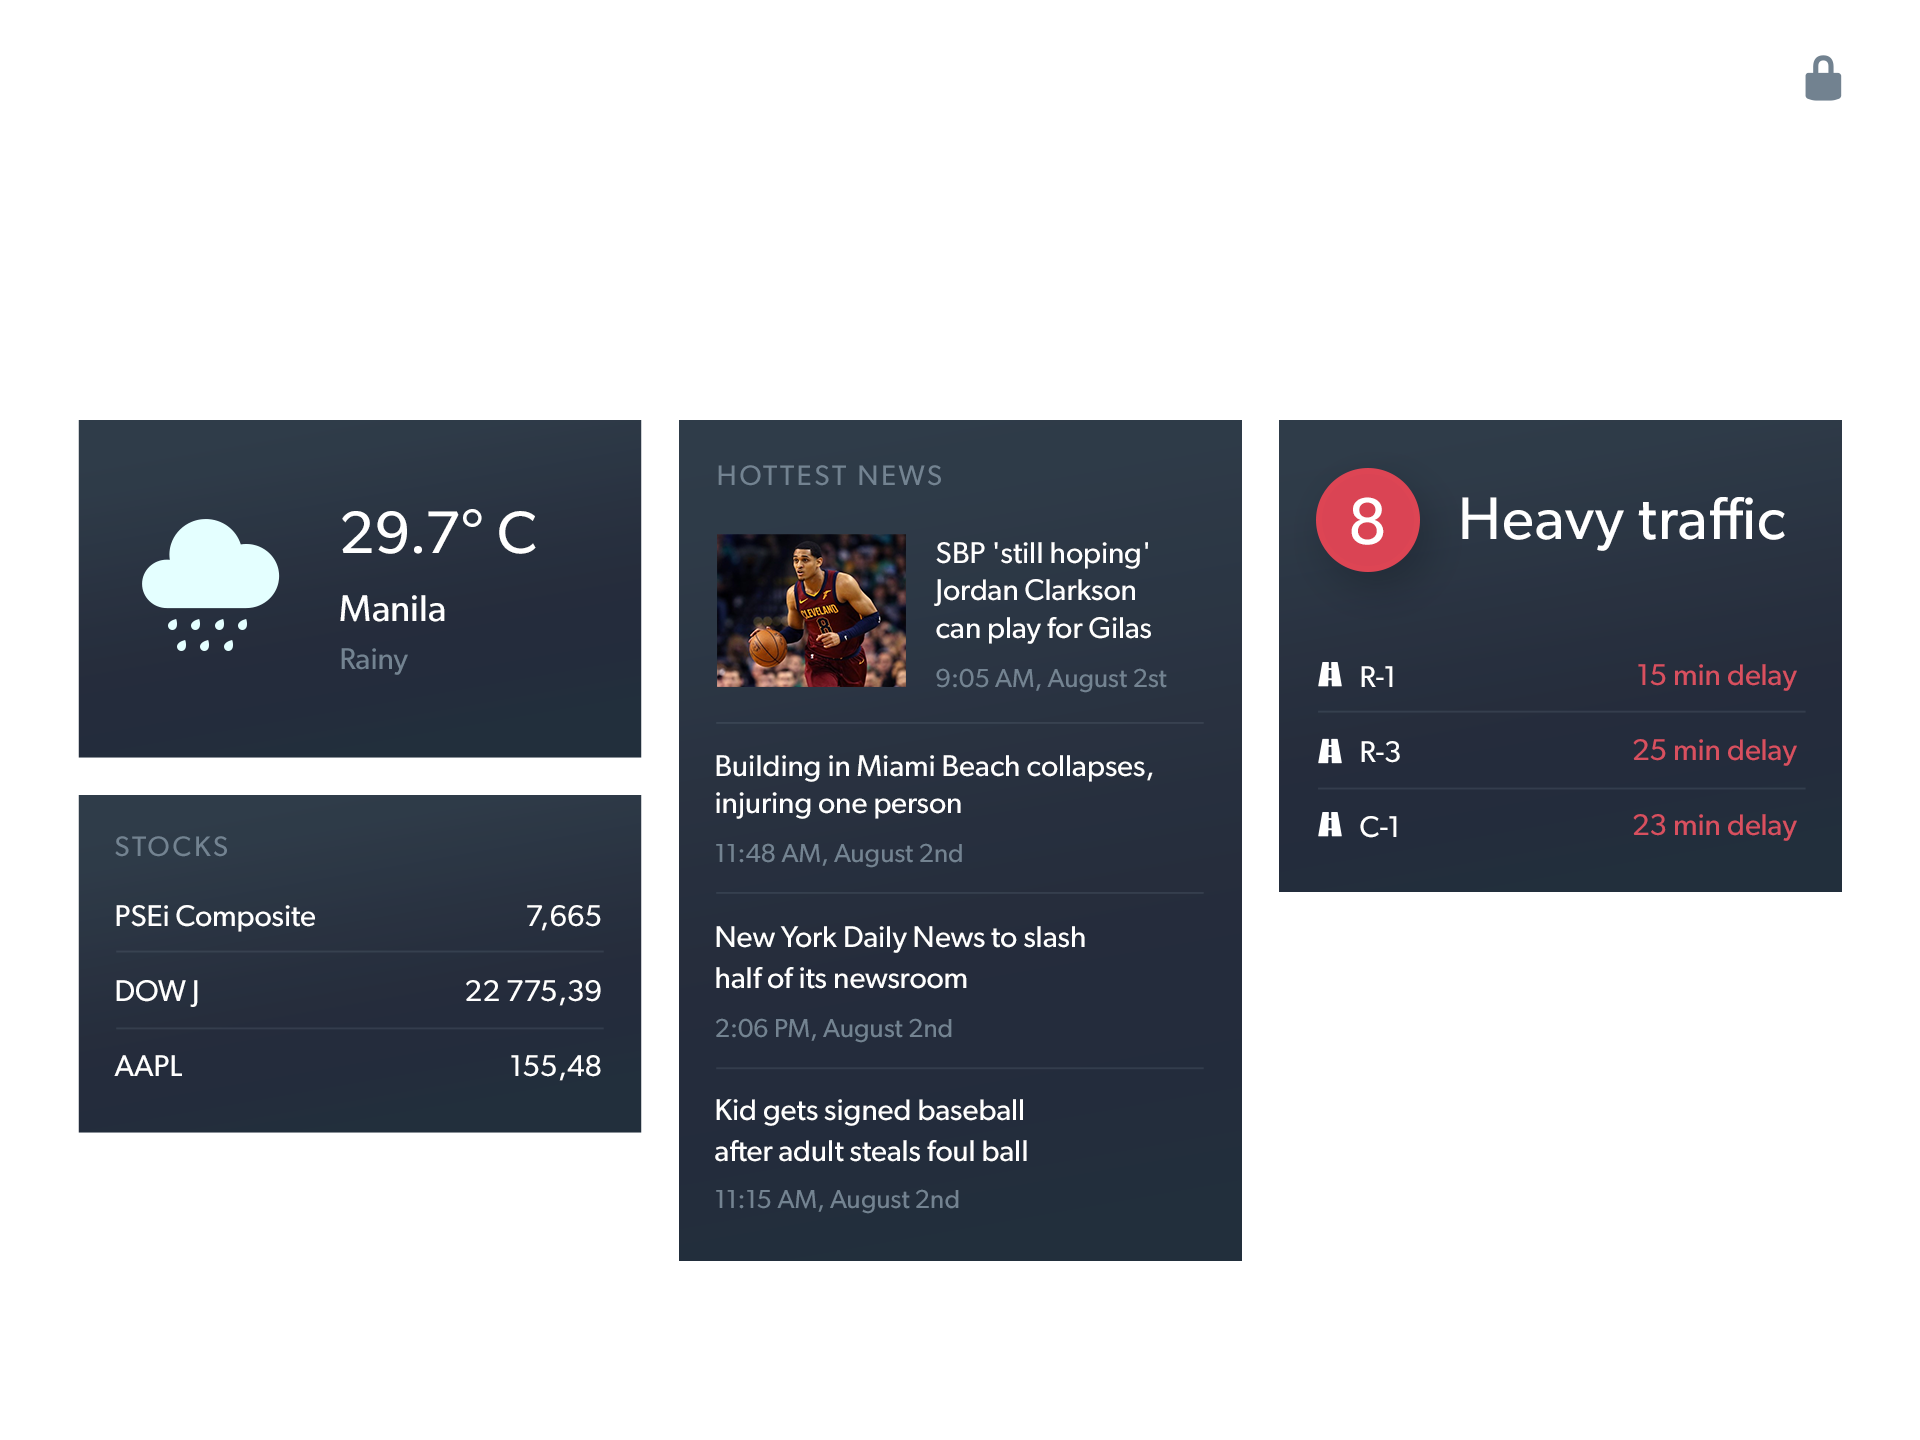 29.7° C
Manila
Rainy
STOCKS
PSEi Composite 7,665
DOW J 22 775,39
AAPL 155,48
HOTTEST NEWS
CLEVELAND
8
SBP 'still hoping'
Jordan Clarkson
can play for Gilas
9:05 AM, August 2st
Building in Miami Beach collapses,
injuring one person
11:48 AM, August 2nd
New York Daily News to slash
half of its newsroom
2:06 PM, August 2nd
Kid gets signed baseball
after adult steals foul ball
11:15 AM, August 2nd
8 Heavy traffic
R-1 15 min delay
R-3 25 min delay
C-1 23 min delay